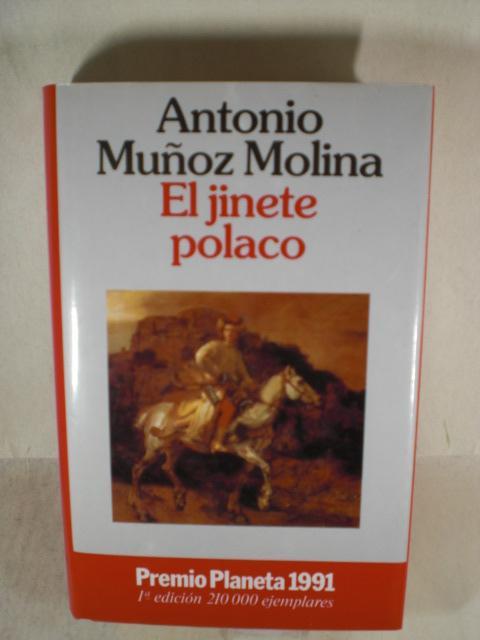 Antonio
Muñoz Molina
El jinete
polaco
Premio Planeta 1991
1ª edición 210 000 ejemplares